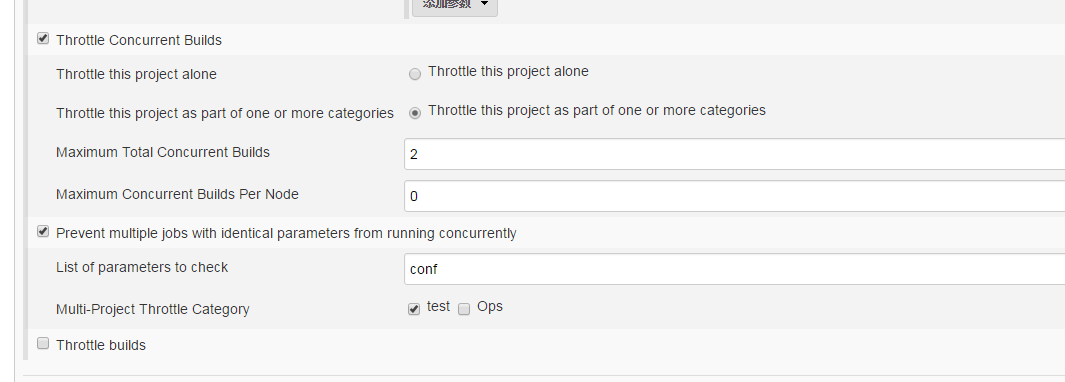 添加参数
Throttle Concurrent Builds
Throttle this project alone Throttle this project alone
Throttle this project as part of one or more categories Throttle this project as part of one or more categories
Maximum Total Concurrent Builds 2
Maximum Concurrent Builds Per Node 0
Prevent multiple jobs with identical parameters from running concurrently
List of parameters to check conf
Multi-Project Throttle Category test Ops
Throttle builds